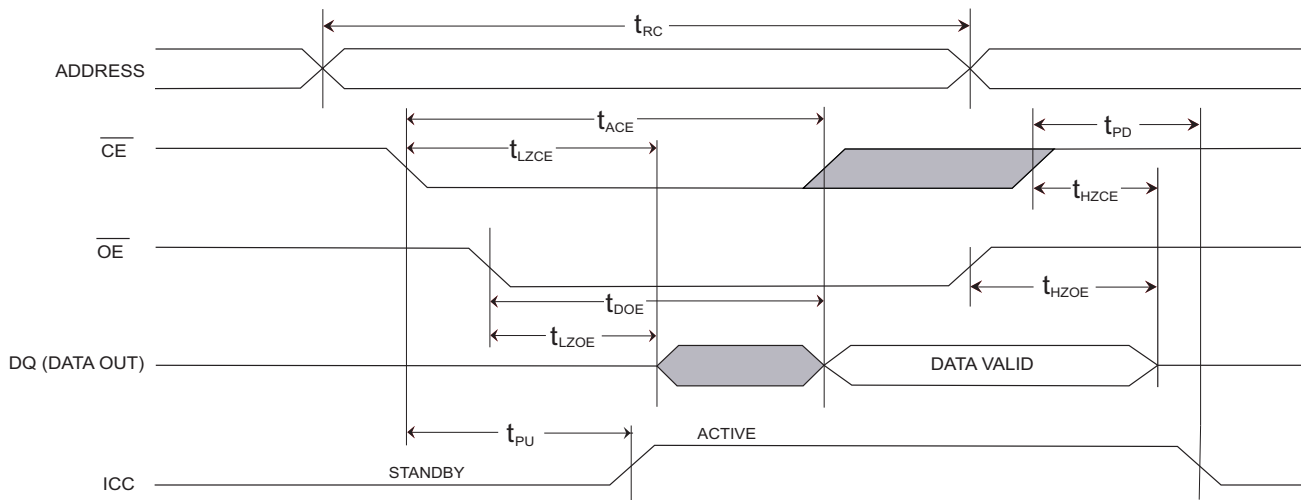 tRC
ADDRESS
tACE
tPD
CE
tLZCE
tHZCE
OE
tHZOE
tDOE
tLZOE
DQ (DATA OUT)
DATA VALID
tPU
ACTIVE
STANDBY
ICC